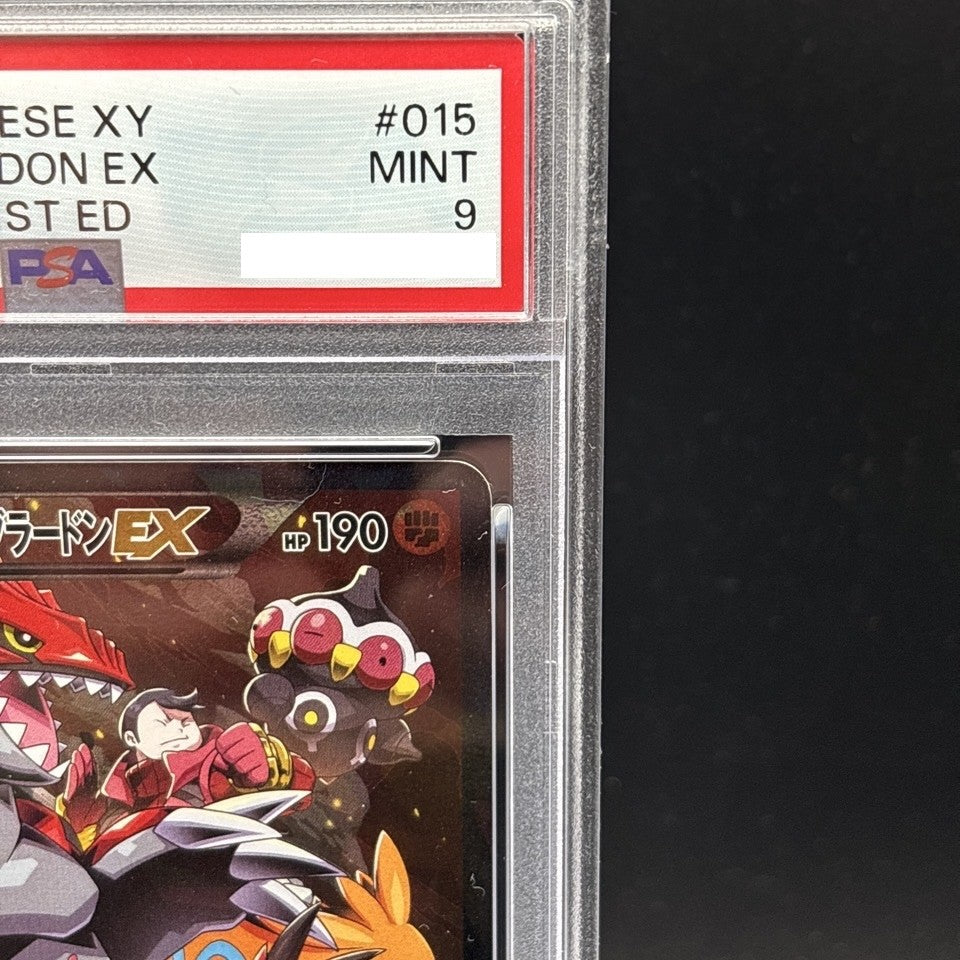 ESE XY #015
DON EX MINT
ST ED 9
PSA
ラードンEX HP190